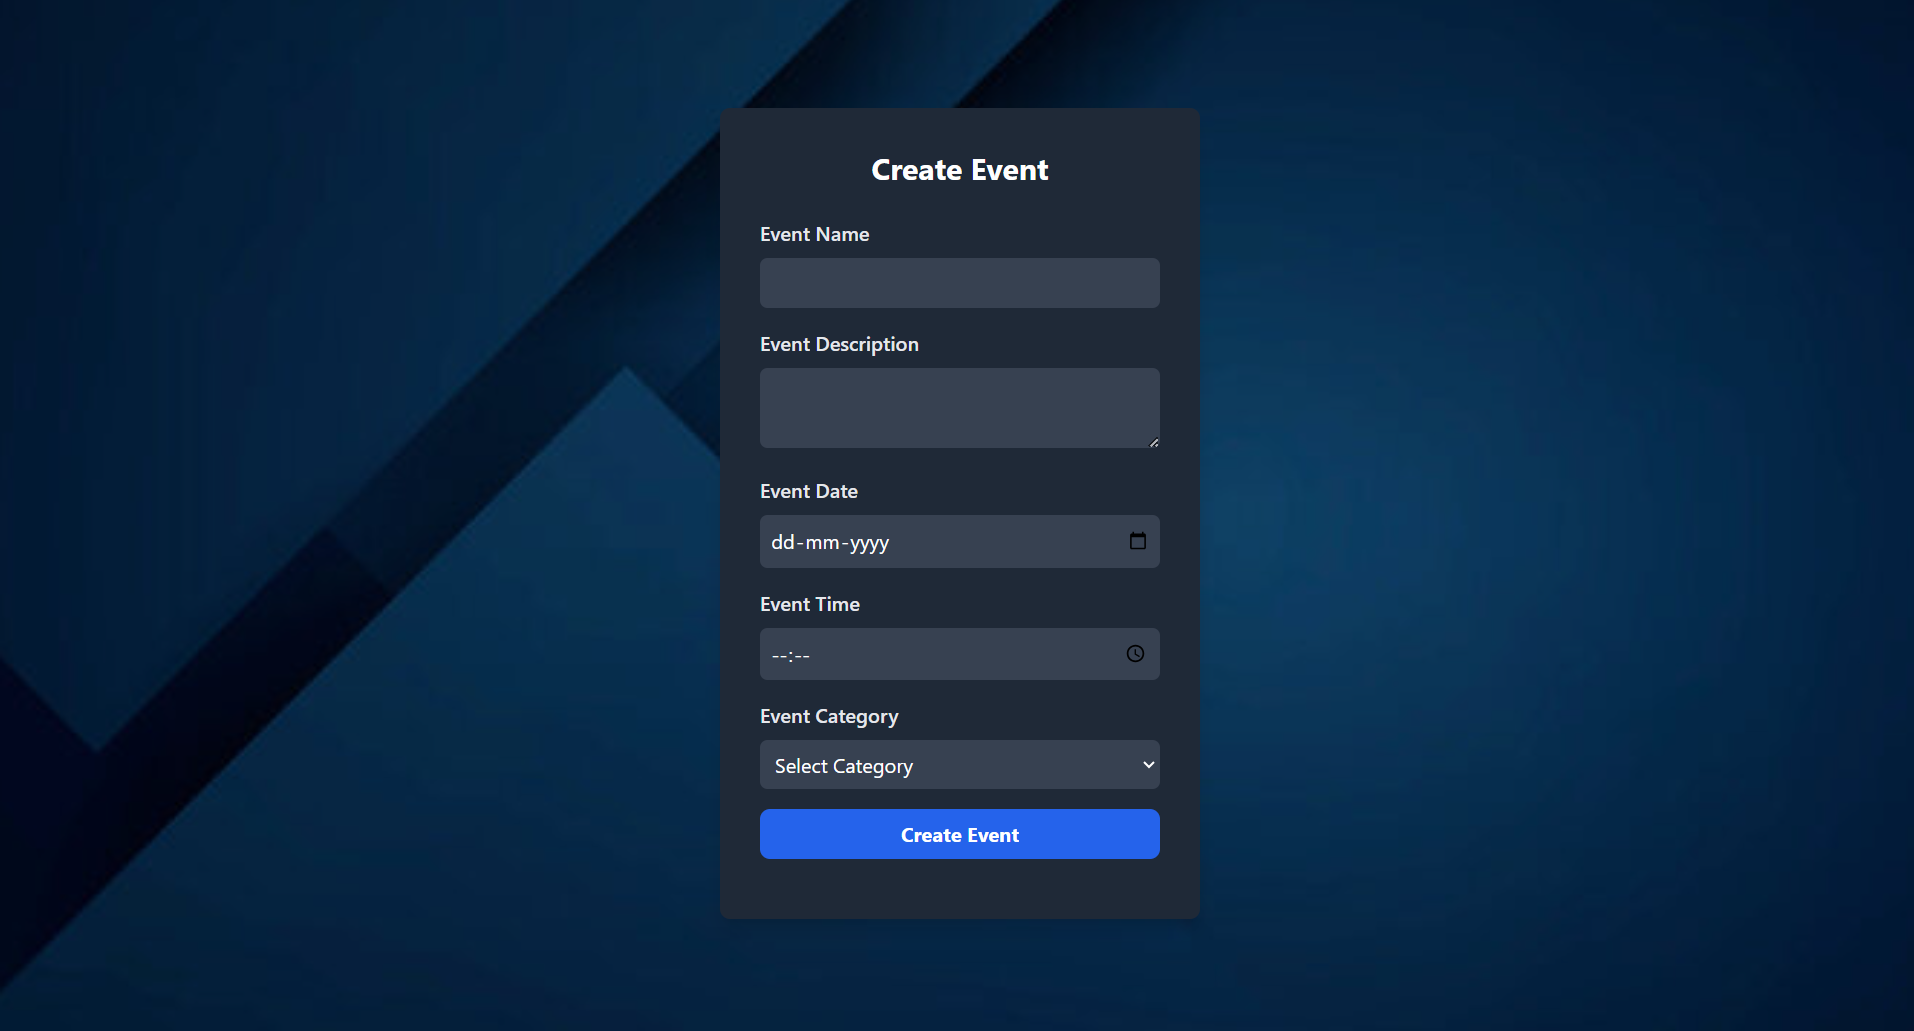 Create Event
Event Name
Event Description
Event Date
dd-mm-yyyy
Event Time
--:--
Event Category
Select Category
Create Event